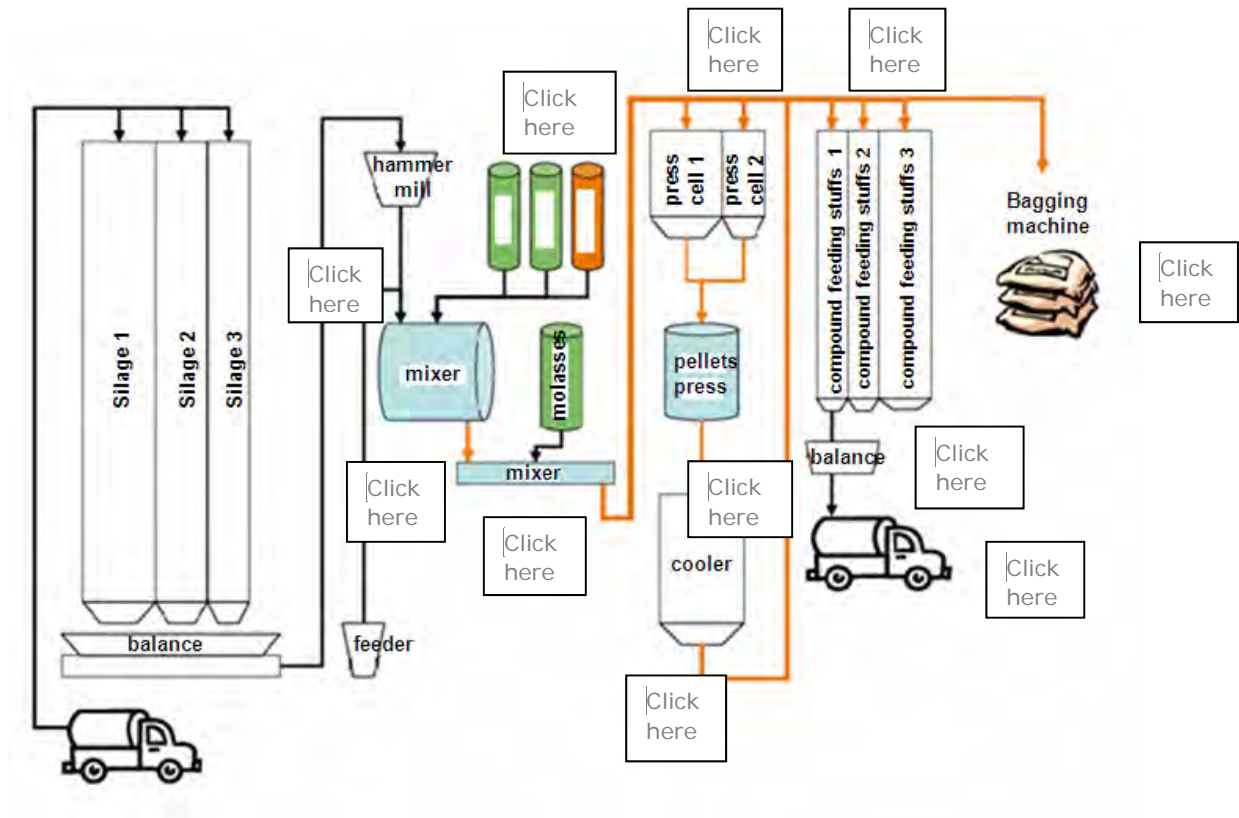 Click
here
Click
here
Click
here
hammer
mill
press
cell 1
press
cell 2
compound feeding stuffs 1
compound feeding stuffs 2
compound feeding stuffs 3
Bagging
machine
Click
here
Click
here
Silage 1
Silage 2
Silage 3
mixer
molasses
pellets
press
balance
Click
here
Click
here
mixer
Click
here
Click
here
Click
here
cooler
Click
here
balance
feeder
Click
here